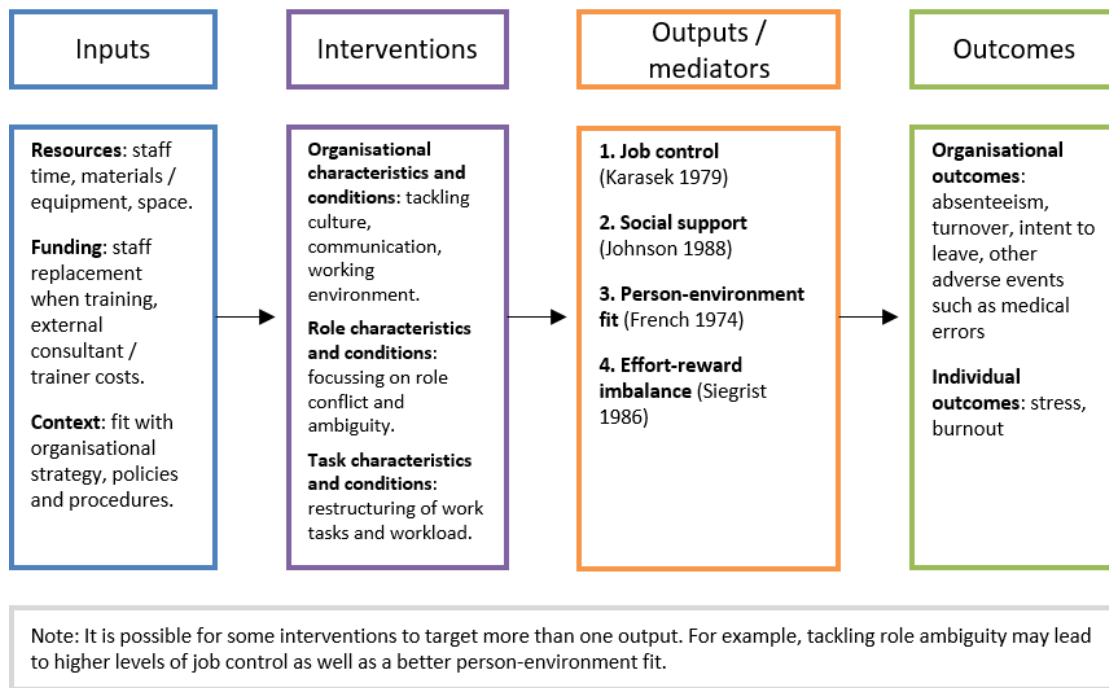 Inputs
Interventions
Outputs /
mediators
Outcomes
Resources: staff
time, materials /
equipment, space.
Funding: staff
replacement
when training,
external
consultant /
trainer costs.
Context: fit with
organisational
strategy, policies
and procedures.
Organisational
characteristics and
conditions: tackling
culture,
communication,
working
environment.
Role characteristics
and conditions:
focussing on role
conflict and
ambiguity.
Task characteristics
and conditions:
restructuring of work
tasks and workload.
1. Job control
(Karasek 1979)
2. Social support
(Johnson 1988)
3. Person-environment
fit (French 1974)
4. Effort-reward
imbalance (Siegrist
1986)
Organisational
outcomes:
absenteeism,
turnover, intent to
leave, other
adverse events
such as medical
errors
Individual
outcomes: stress,
burnout
Note: It is possible for some interventions to target more than one output. For example, tackling role ambiguity may lead
to higher levels of job control as well as a better person-environment fit.